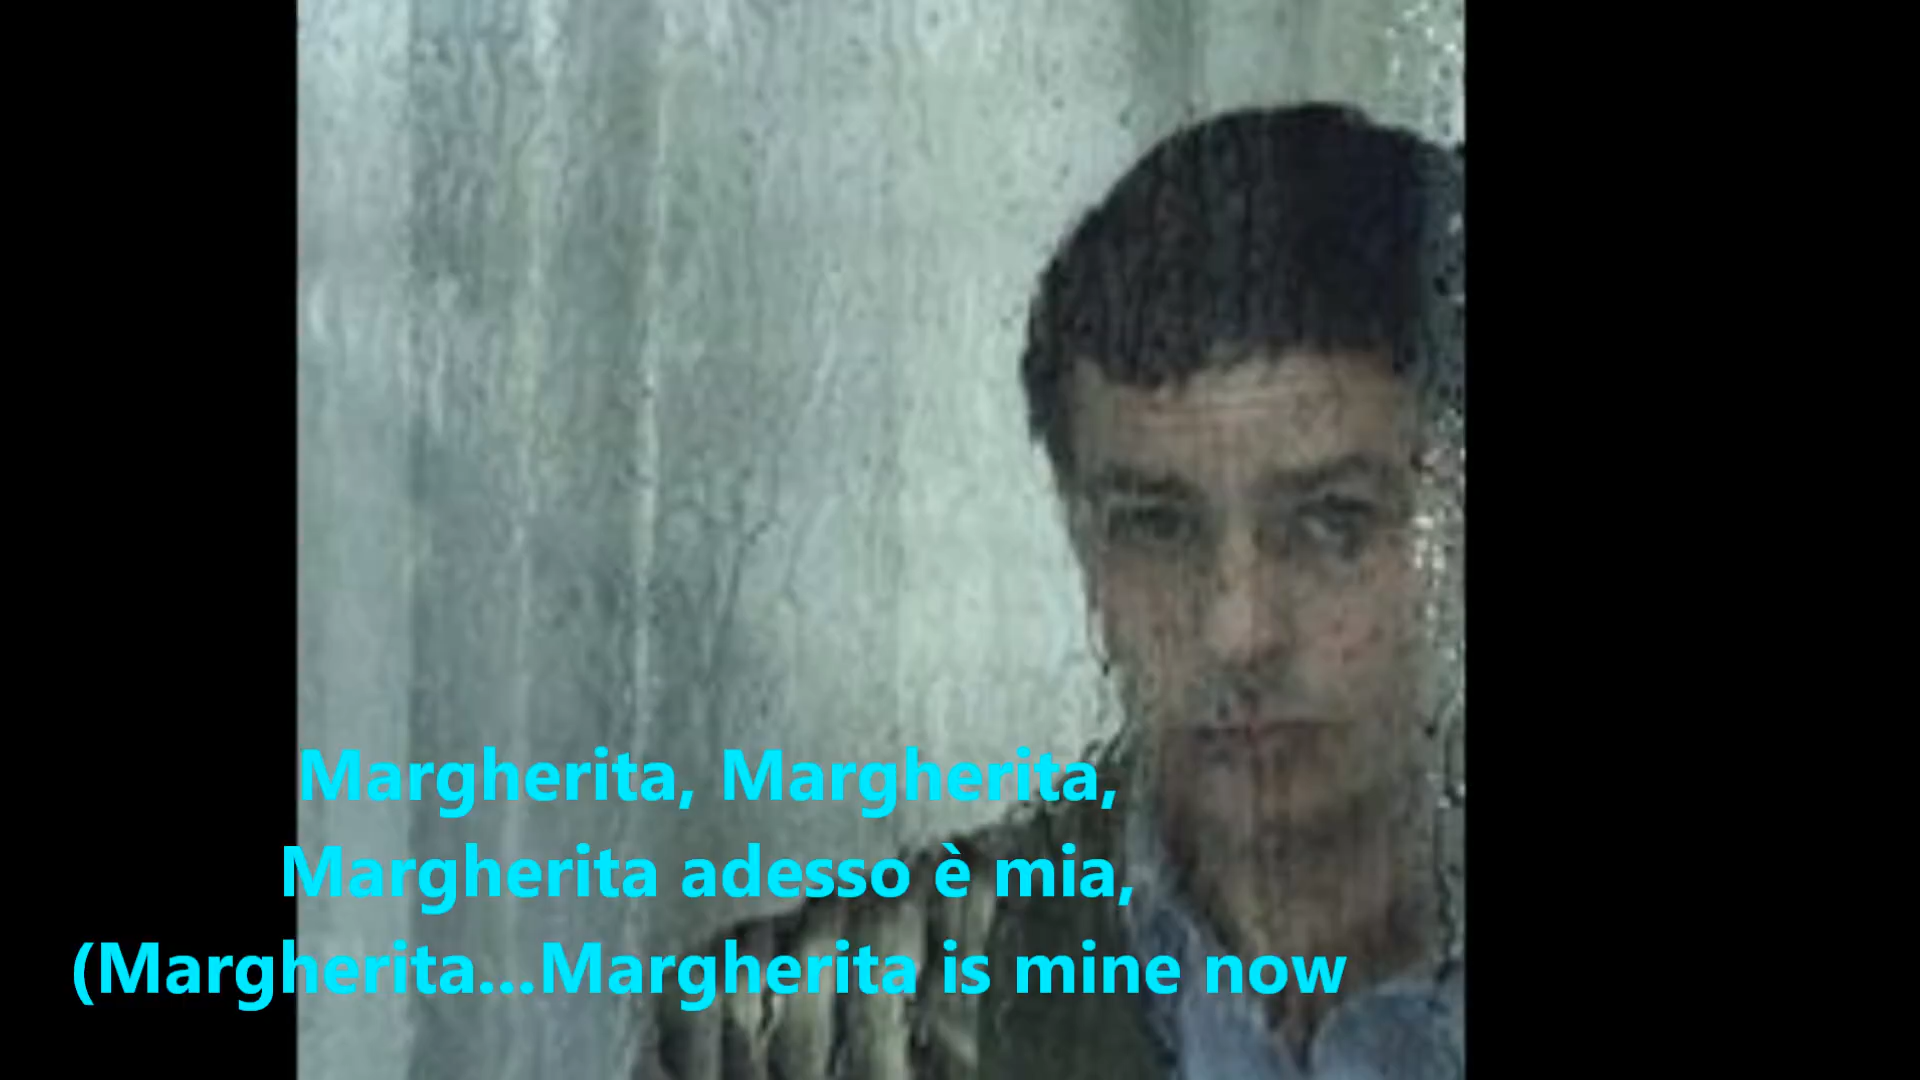 Margherita, Margherita,
Margherita adesso è mia,
(Margherita...Margherita is mine now